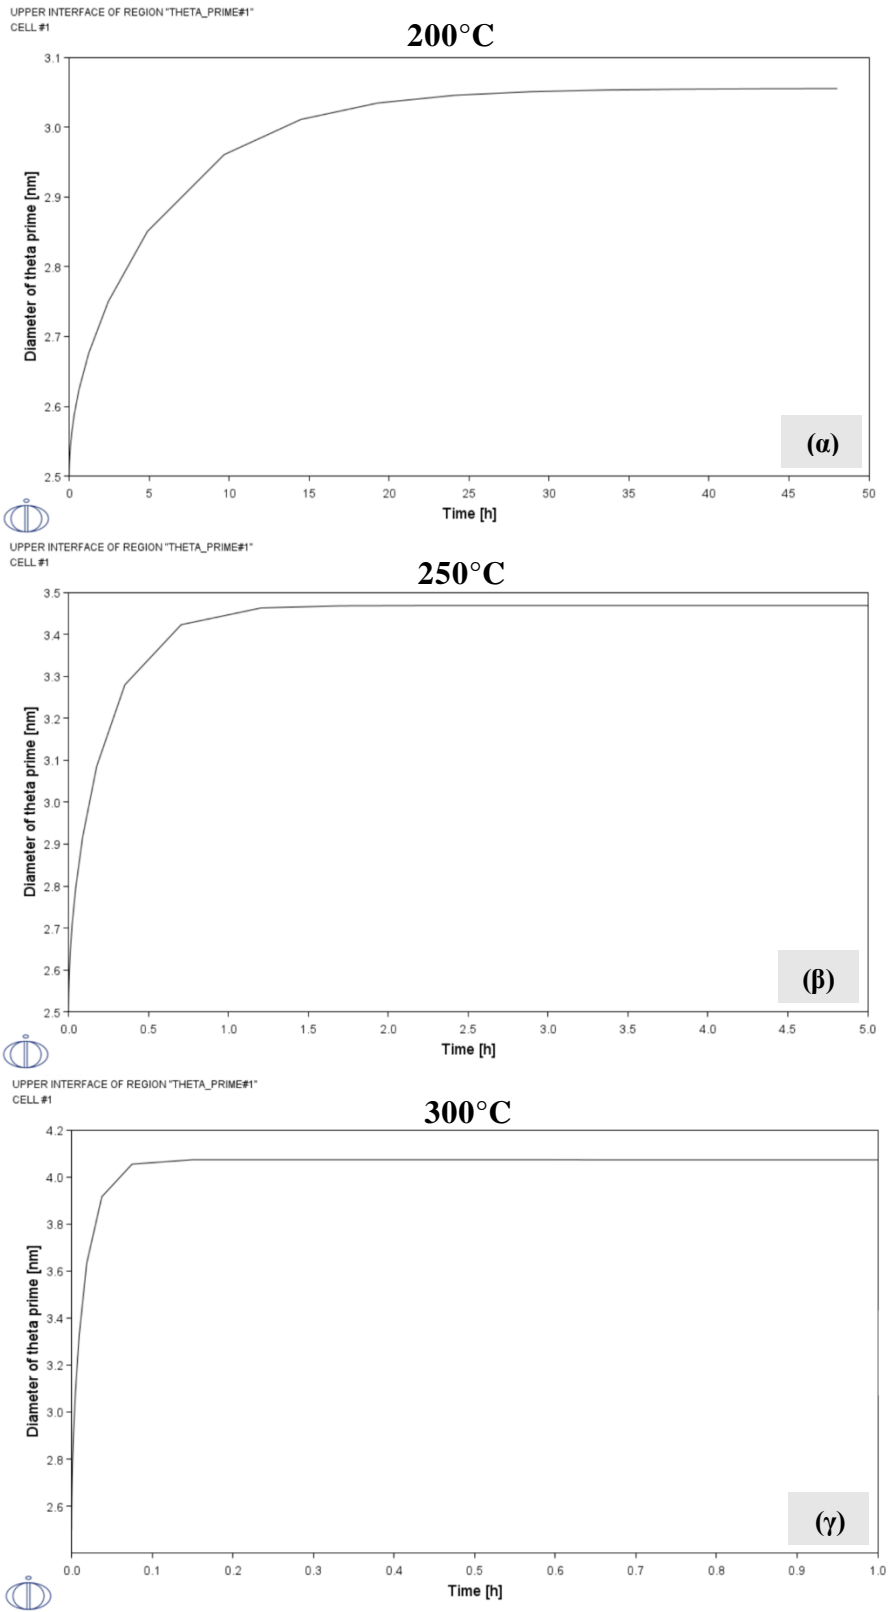 UPPER INTERFACE OF REGION "THETA_PRIME#1"
CELL #1
200°C
Diameter of theta prime [nm]
3.1
3.0
2.9
2.8
2.7
2.6
2.5
(α)
0 5 10 15 20 25 30 35 40 45 50
Time [h]
UPPER INTERFACE OF REGION "THETA_PRIME#1"
CELL #1
250°C
Diameter of theta prime [nm]
3.5
3.4
3.3
3.2
3.1
3.0
2.9
2.8
2.7
2.6
2.5
(β)
0.0 0.5 1.0 1.5 2.0 2.5 3.0 3.5 4.0 4.5 5.0
Time [h]
UPPER INTERFACE OF REGION "THETA_PRIME#1"
CELL #1
300°C
Diameter of theta prime [nm]
4.2
4.0
3.8
3.6
3.4
3.2
3.0
2.8
2.6
(γ)
0.0 0.1 0.2 0.3 0.4 0.5 0.6 0.7 0.8 0.9 1.0
Time [h]